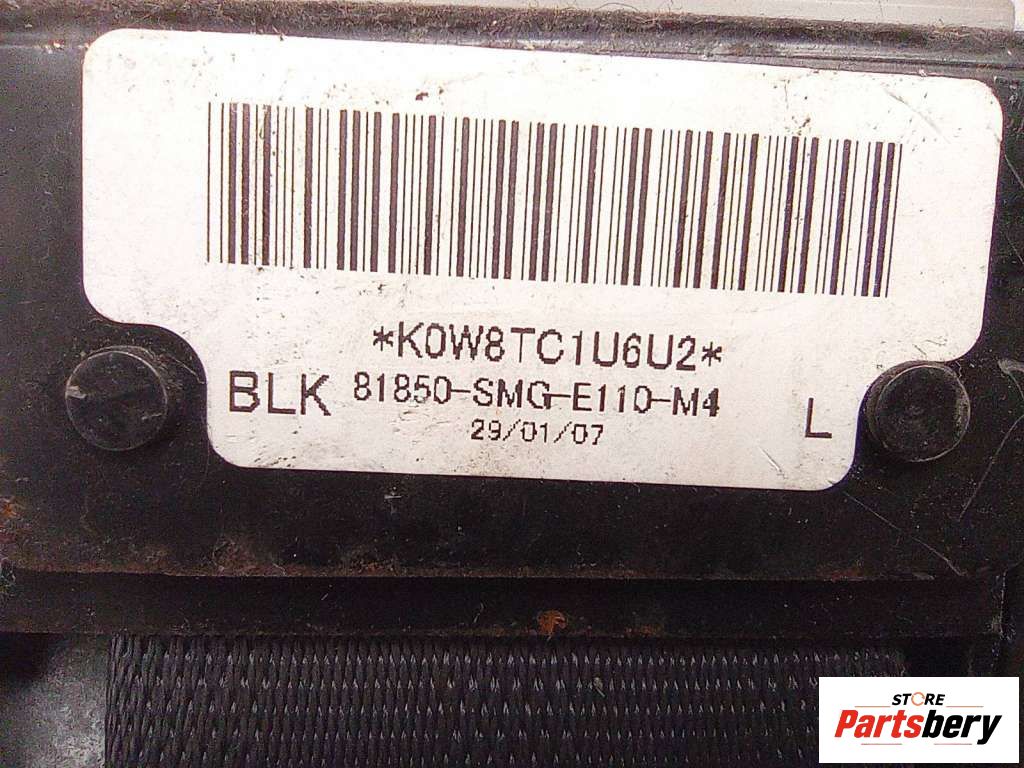 *K0W8TC1U6U2*
BLK 81850-SMG-E110-M4 L
29/01/07
STORE
Partsbery